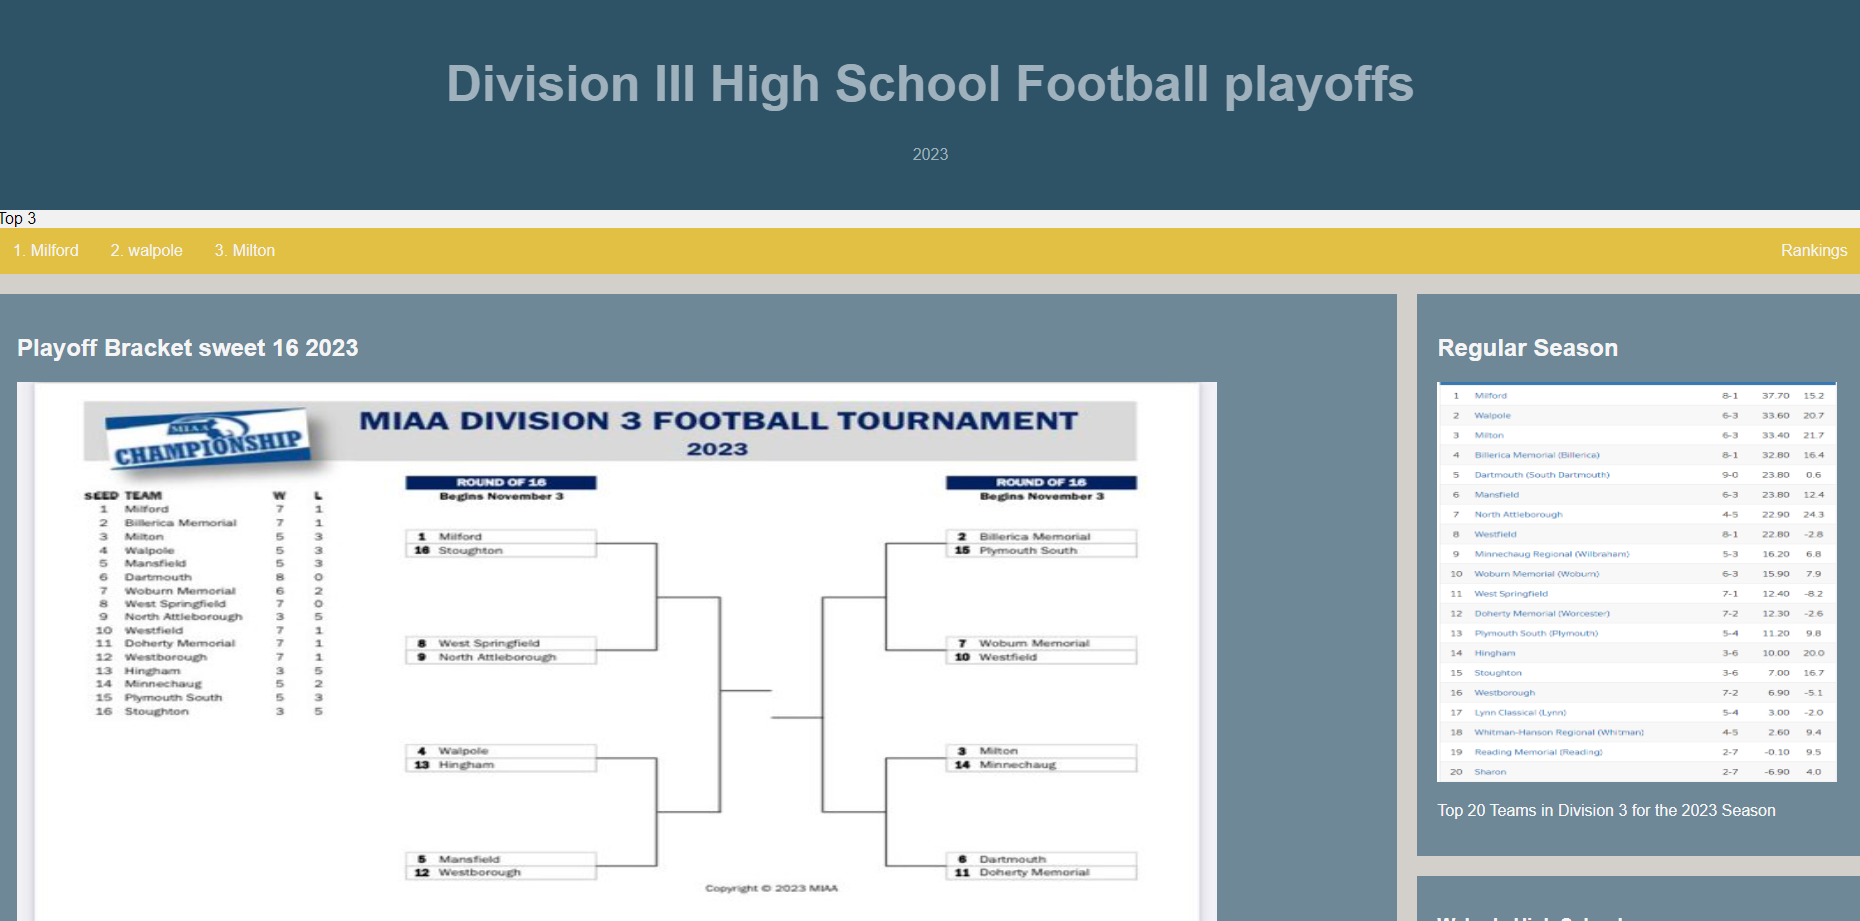 Division III High School Football playoffs
2023
Top 3
1. Milford 2. walpole 3. Milton Rankings
Playoff Bracket sweet 16 2023
MIAA
CHAMPIONSHIP
MIAA DIVISION 3 FOOTBALL TOURNAMENT
2023
SEED TEAM W L
1 Milford 7 1
2 Billerica Memorial 7 1
3 Milton 5 3
4 Walpole 5 3
5 Mansfield 5 3
6 Dartmouth 8 0
7 Woburn Memorial 6 2
8 West Springfield 7 0
9 North Attleborough 3 5
10 Westfield 7 1
11 Doherty Memorial 7 1
12 Westborough 7 1
13 Hingham 3 5
14 Minnechaug 5 2
15 Plymouth South 5 3
16 Stoughton 3 5
ROUND OF 16
Begins November 3
1 Milford
16 Stoughton
8 West Springfield
9 North Attleborough
4 Walpole
13 Hingham
5 Mansfield
12 Westborough
ROUND OF 16
Begins November 3
2 Billerica Memorial
15 Plymouth South
7 Woburn Memorial
10 Westfield
3 Milton
14 Minnechaug
6 Dartmouth
11 Doherty Memorial
Copyright © 2023 MIAA
Regular Season
1 Milford 8-1 37.70 15.2
2 Walpole 6-3 33.60 20.7
3 Milton 6-3 33.40 21.7
4 Billerica Memorial (Billerica) 8-1 32.80 16.4
5 Dartmouth (South Dartmouth) 9-0 23.80 0.6
6 Mansfield 6-3 23.80 12.4
7 North Attleborough 4-5 22.90 24.3
8 Westfield 8-1 22.80 -2.8
9 Minnechaug Regional (Wilbraham) 5-3 16.20 6.8
10 Woburn Memorial (Woburn) 6-3 15.90 7.9
11 West Springfield 7-1 12.40 -8.2
12 Doherty Memorial (Worcester) 7-2 12.30 -2.6
13 Plymouth South (Plymouth) 5-4 11.20 9.8
14 Hingham 3-6 10.00 20.0
15 Stoughton 3-6 7.00 16.7
16 Westborough 7-2 6.90 -5.1
17 Lynn Classical (Lynn) 5-4 3.00 -2.0
18 Whitman-Hanson Regional (Whitman) 4-5 2.60 9.4
19 Reading Memorial (Reading) 2-7 -0.10 9.5
20 Sharon 2-7 -6.90 4.0
Top 20 Teams in Division 3 for the 2023 Season